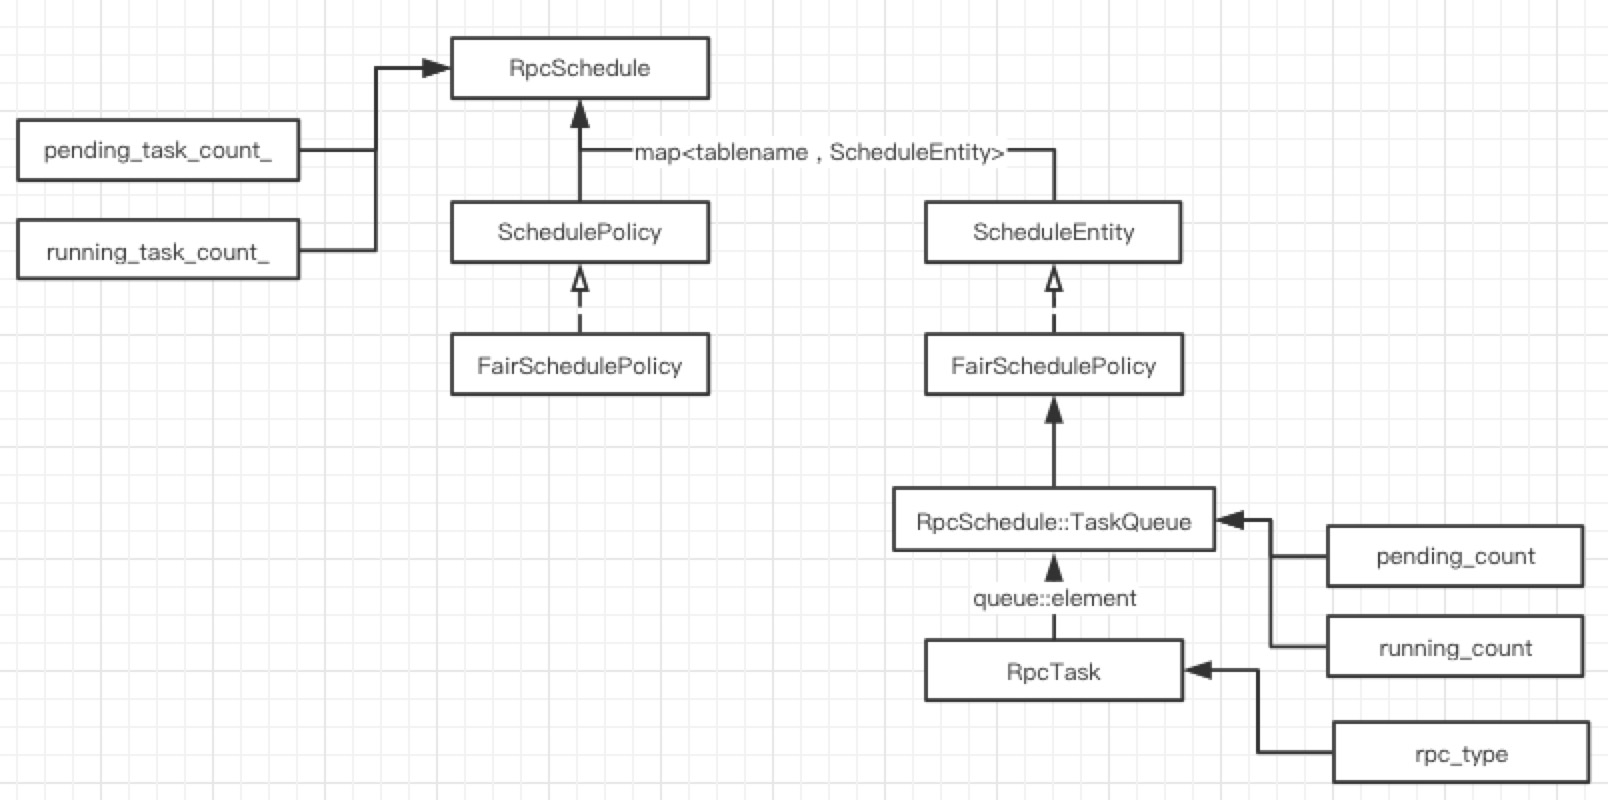 RpcSchedule
pending_task_count_
map<tablename , ScheduleEntity>
running_task_count_
SchedulePolicy
ScheduleEntity
FairSchedulePolicy
FairSchedulePolicy
RpcSchedule::TaskQueue
pending_count
queue::element
running_count
RpcTask
rpc_type